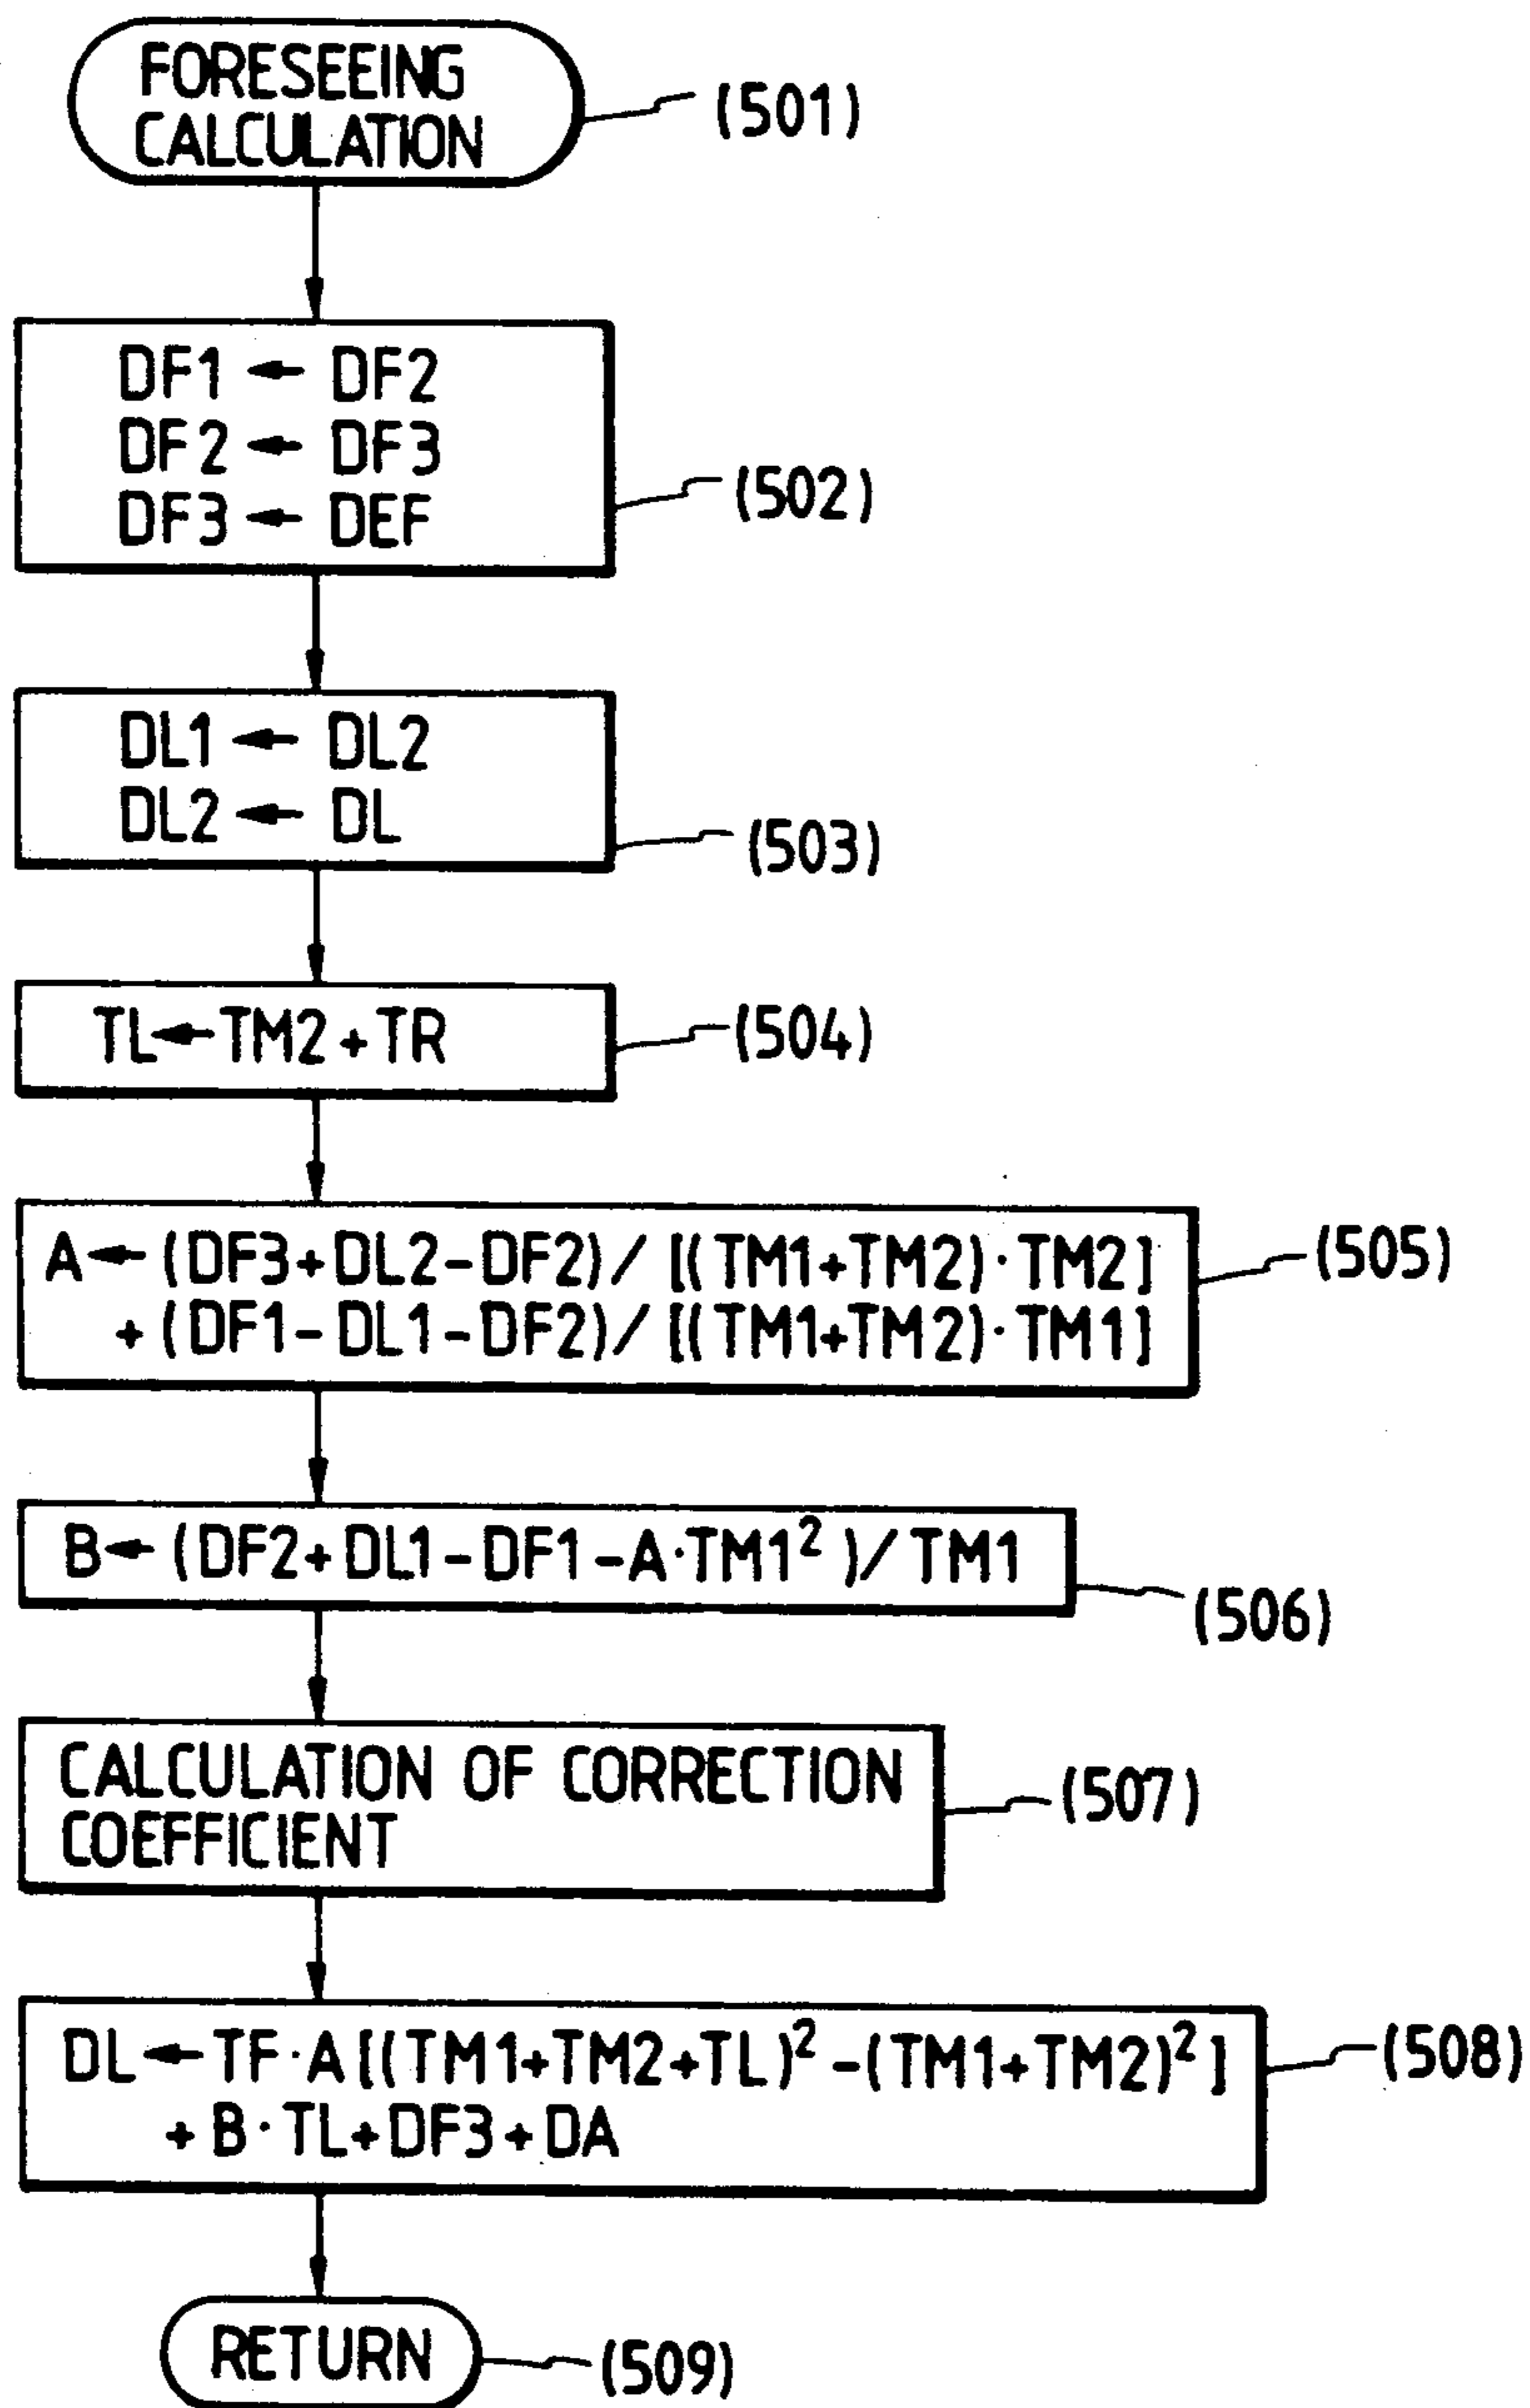 FORESEEING
CALCULATION
(501)
DF1 ← DF2
DF2 ← DF3
DF3 ← DEF
(502)
DL1 ← DL2
DL2 ← DL
(503)
TL ← TM2 + TR
(504)
A ← (DF3+DL2-DF2)/[(TM1+TM2)·TM2]
+(DF1-DL1-DF2)/[(TM1+TM2)·TM1]
(505)
B ← (DF2+DL1-DF1-A·TM1²)/TM1
(506)
CALCULATION OF CORRECTION
COEFFICIENT
(507)
DL ← TF·A[(TM1+TM2+TL)²-(TM1+TM2)²]
+B·TL+DF3+DA
(508)
RETURN
(509)